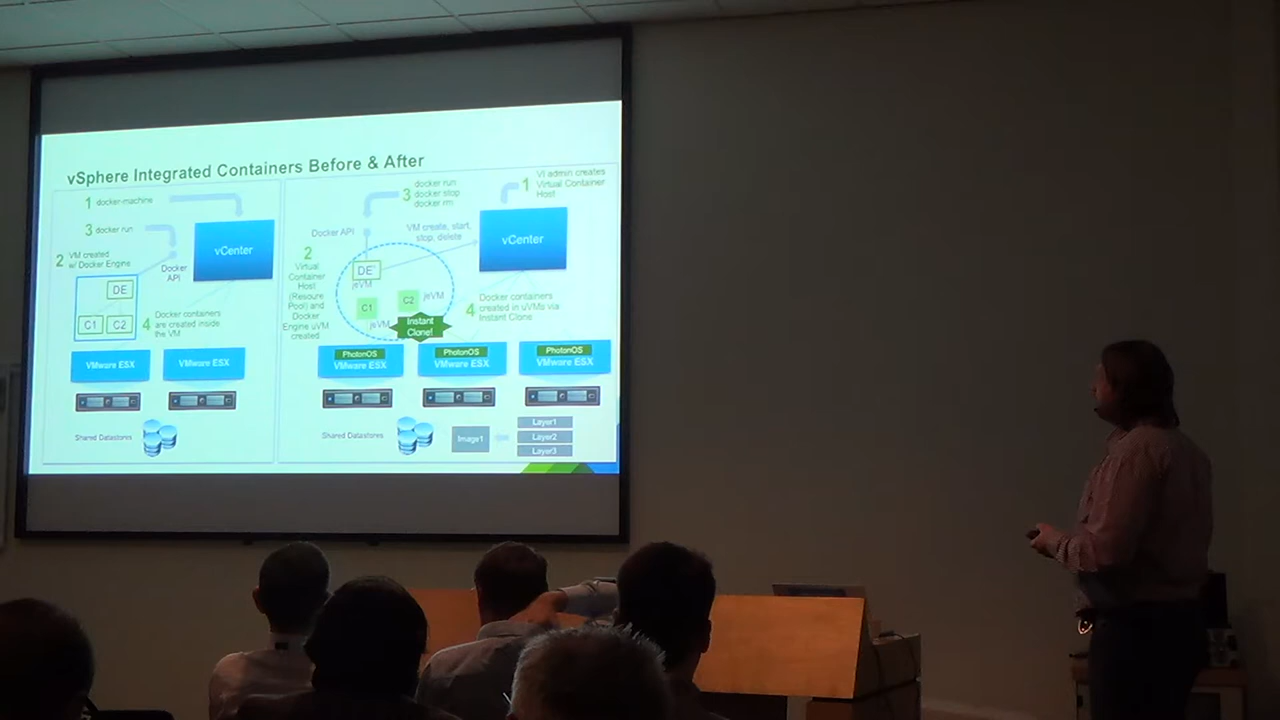 vSphere Integrated Containers Before & After
1 docker-machine
3 docker run
2 VM created
w/ Docker Engine
vCenter
Docker
API
DE
C1 C2
4 Docker containers
are created inside
the VM
VMware ESX
VMware ESX
Shared Datastores
3 docker run
docker stop
docker rm
1 VI admin creates
Virtual Container
Host
Docker API
VM create, start,
stop, delete
vCenter
2
Virtual
Container
Host
(Resoure
Pool) and
Docker
Engine uVM
created
DE
jeVM
C1
C2
jeVM
jeVM
Instant
Clone!
4 Docker containers
created in uVMs via
Instant Clone
PhotonOS
VMware ESX
PhotonOS
VMware ESX
PhotonOS
VMware ESX
Shared Datastores
Image1
Layer1
Layer2
Layer3